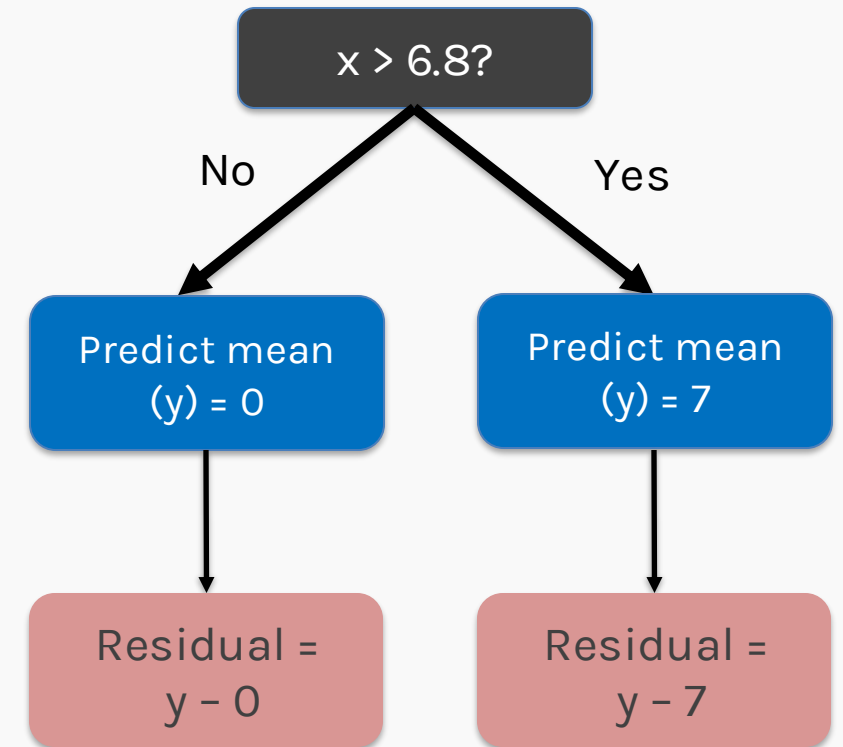 x > 6.8?
No
Yes
Predict mean
(y) = 0
Predict mean
(y) = 7
Residual =
y – 0
Residual =
y – 7